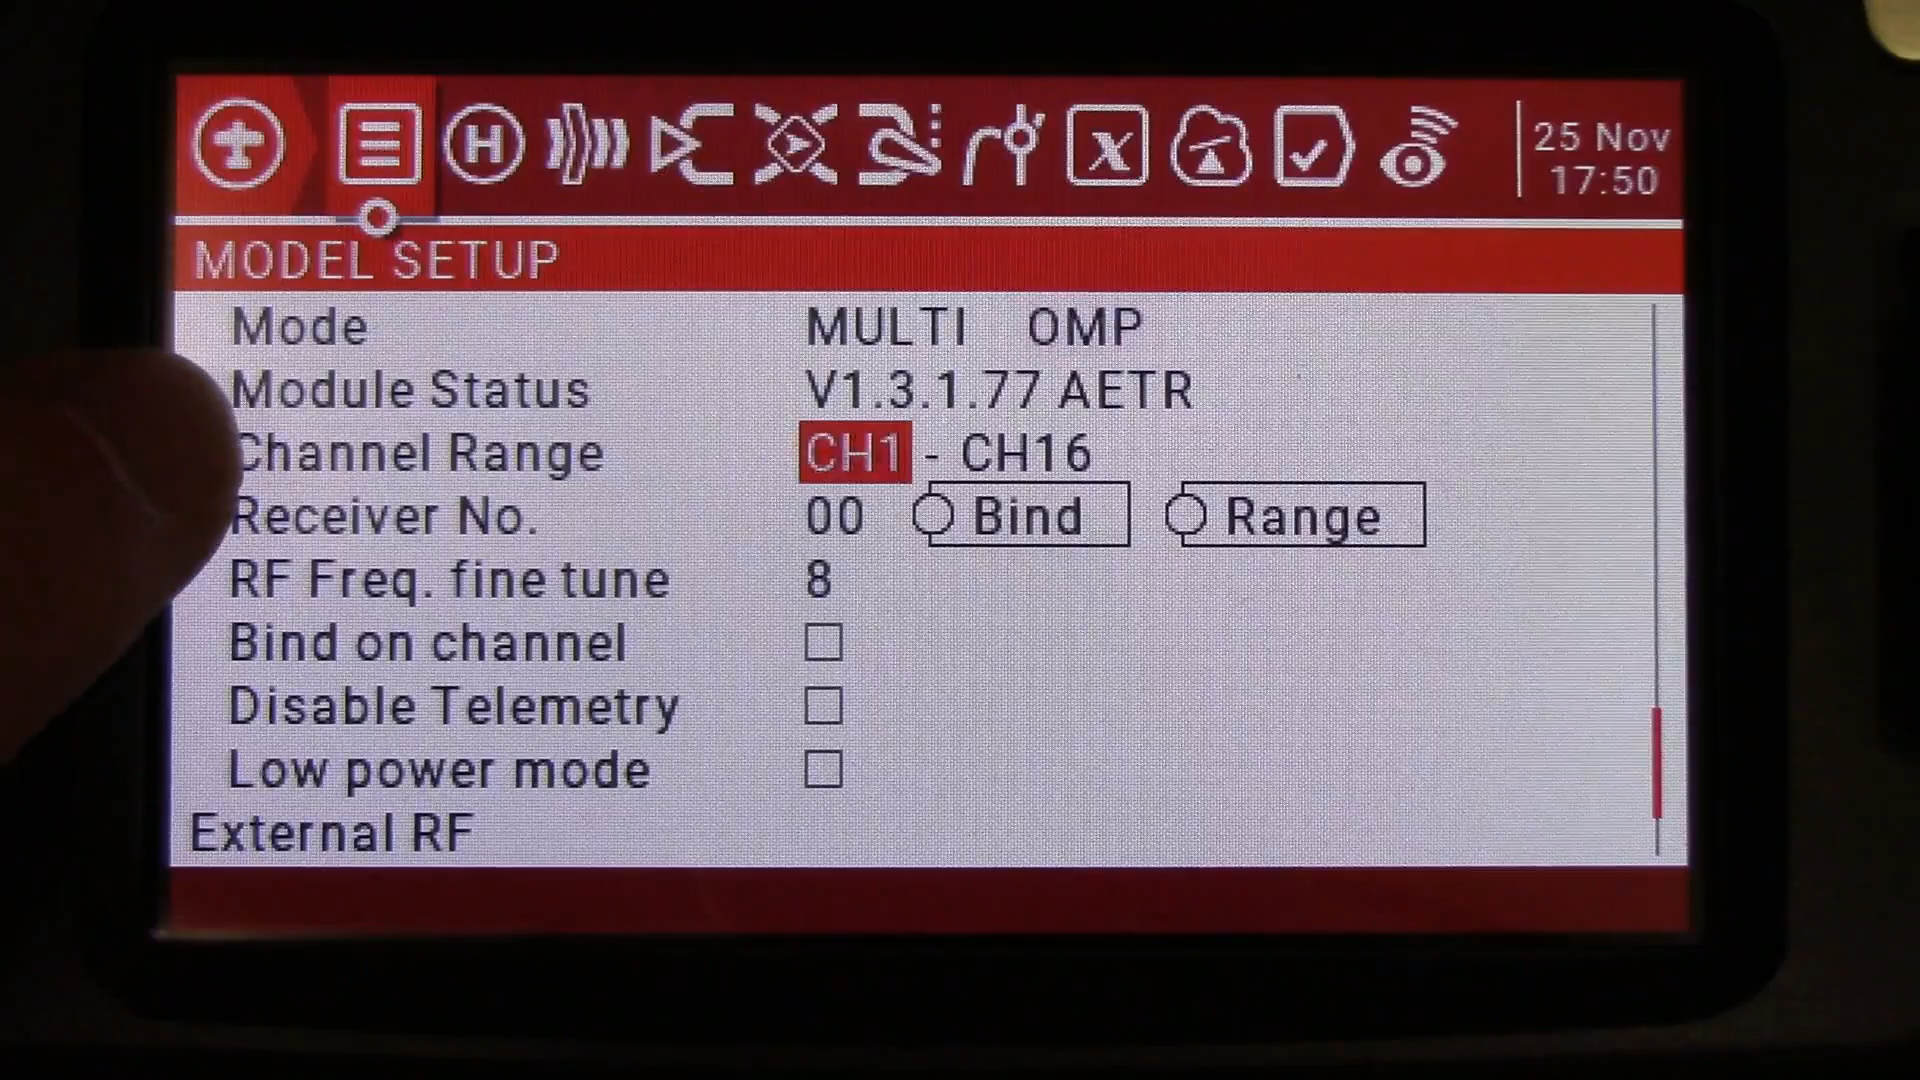 25 Nov
17:50
MODEL SETUP
Mode MULTI OMP
Module Status V1.3.1.77 AETR
Channel Range CH1 - CH16
Receiver No. 00 Bind Range
RF Freq. fine tune 8
Bind on channel
Disable Telemetry
Low power mode
External RF